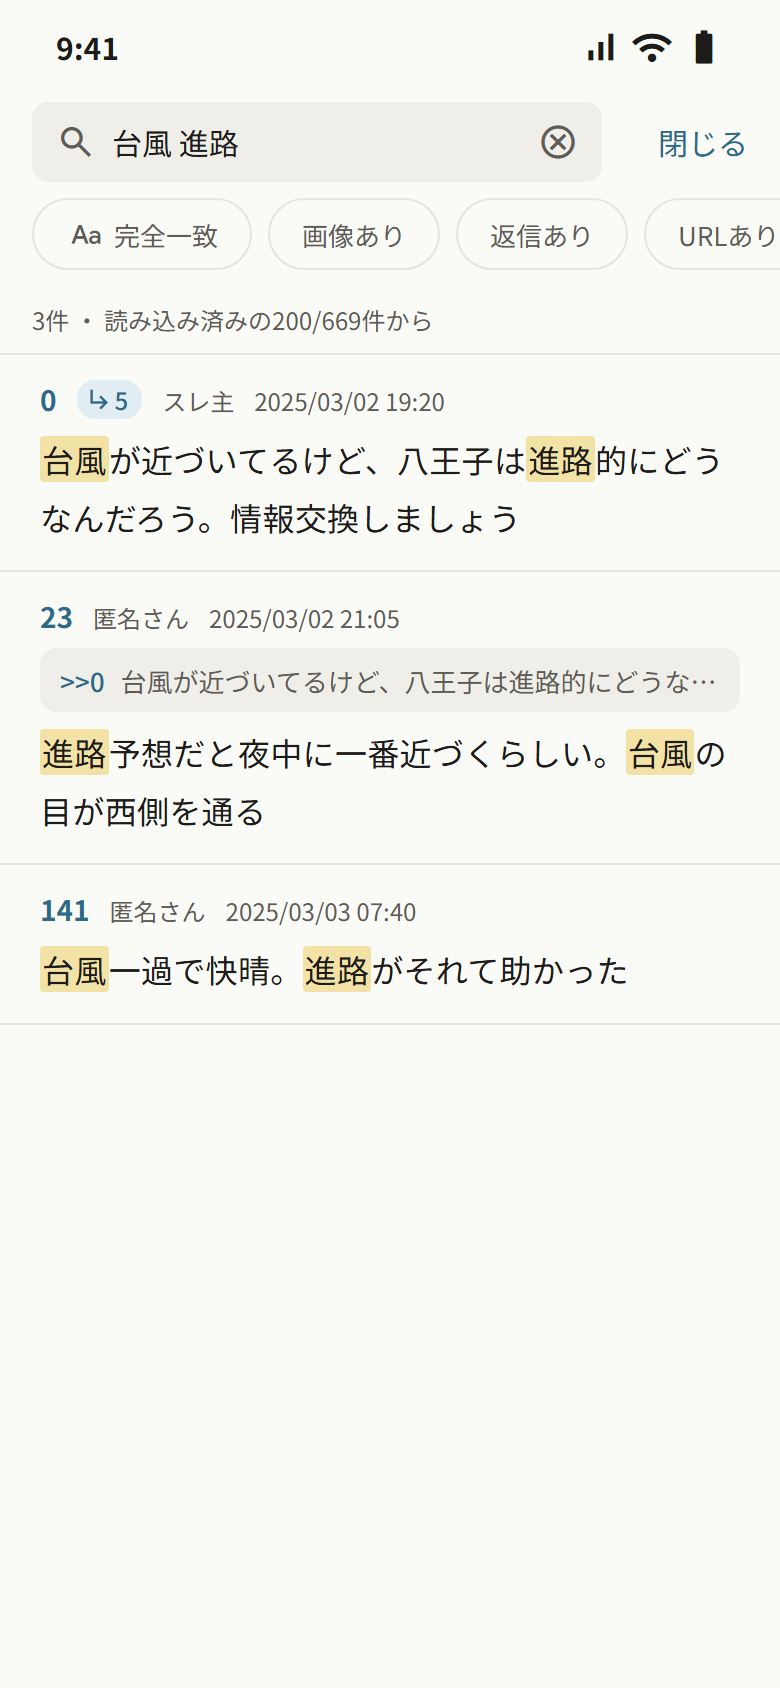 9:41
台風 進路
閉じる
Aa 完全一致
画像あり
返信あり
URLあり
3件 ・ 読み込み済みの200/669件から
0 ↳ 5 スレ主 2025/03/02 19:20
台風が近づいてるけど、八王子は進路的にどう
なんだろう。情報交換しましょう
23 匿名さん 2025/03/02 21:05
>>0 台風が近づいてるけど、八王子は進路的にどうな…
進路予想だと夜中に一番近づくらしい。台風の
目が西側を通る
141 匿名さん 2025/03/03 07:40
台風一過で快晴。進路がそれて助かった